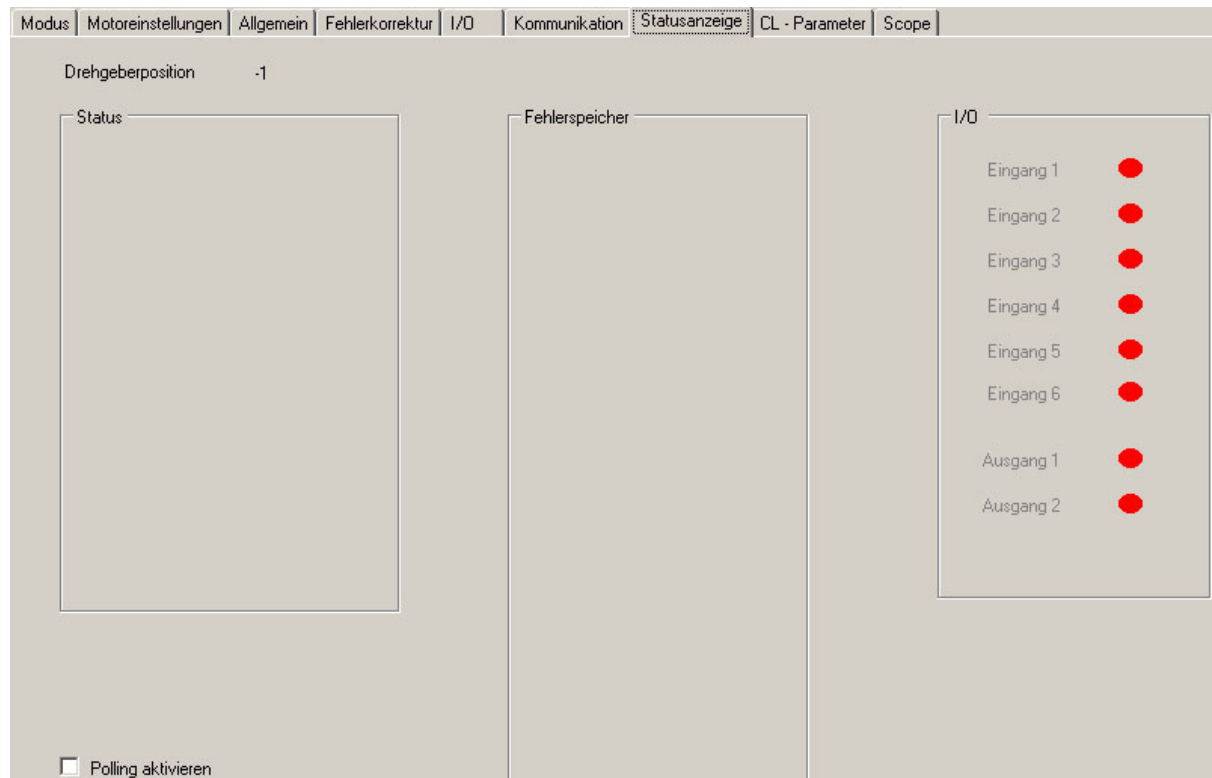 Modus Motoreinstellungen Allgemein Fehlerkorrektur I/O Kommunikation Statusanzeige CL - Parameter Scope
Drehgeberposition -1
Status
Fehlerspeicher
I/O
Eingang 1
Eingang 2
Eingang 3
Eingang 4
Eingang 5
Eingang 6
Ausgang 1
Ausgang 2
Polling aktivieren